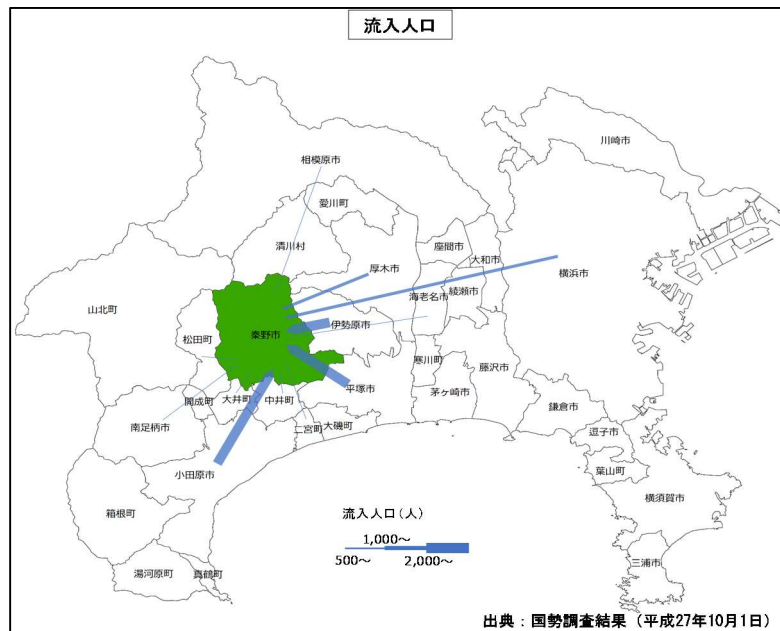 流入人口
川崎市
相模原市
愛川町
清川村
座間市
大和市
厚木市
横浜市
海老名市
綾瀬市
山北町
伊勢原市
秦野市
松田町
寒川町
藤沢市
平塚市
茅ヶ崎市
開成町
大井町
中井町
鎌倉市
南足柄市
二宮町
大磯町
逗子市
小田原市
葉山町
横須賀市
箱根町
流入人口(人)
1,000～
500～
2,000～
三浦市
湯河原町
真鶴町
出典：国勢調査結果（平成27年10月1日）